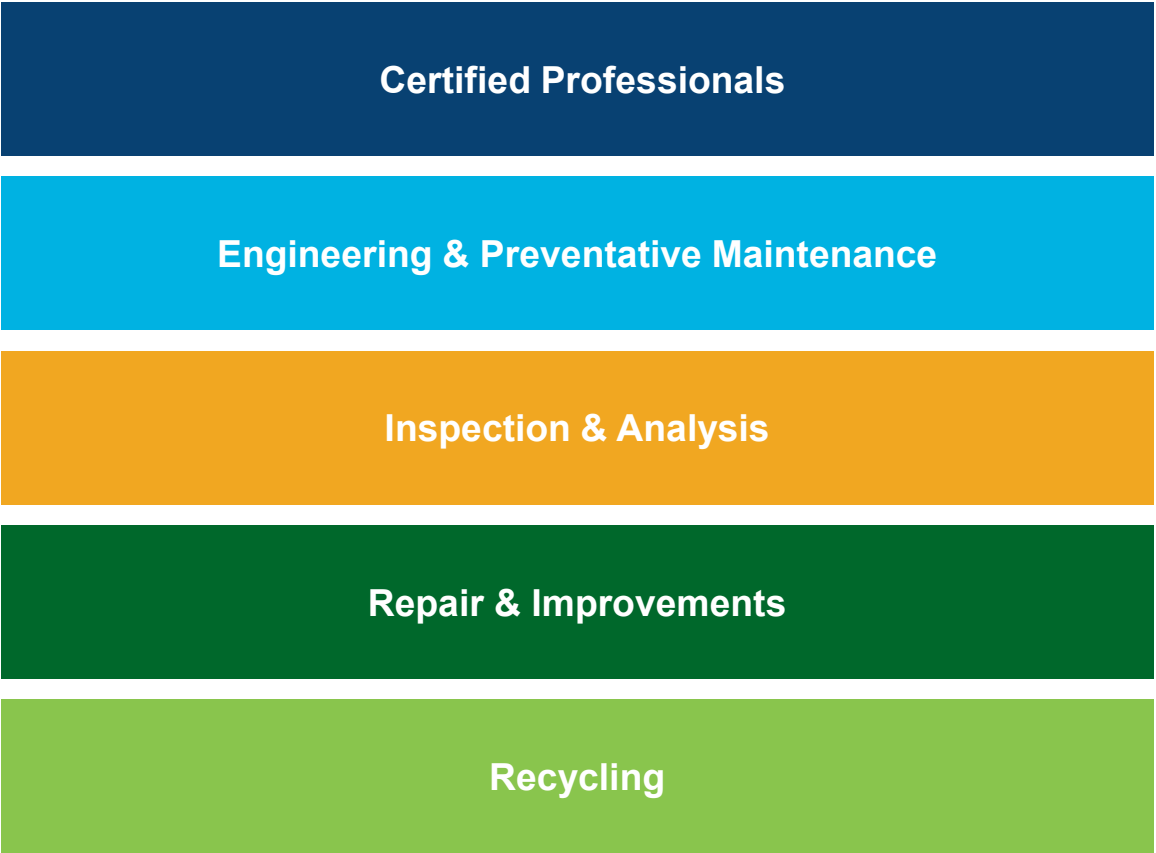 Certified Professionals
Engineering & Preventative Maintenance
Inspection & Analysis
Repair & Improvements
Recycling